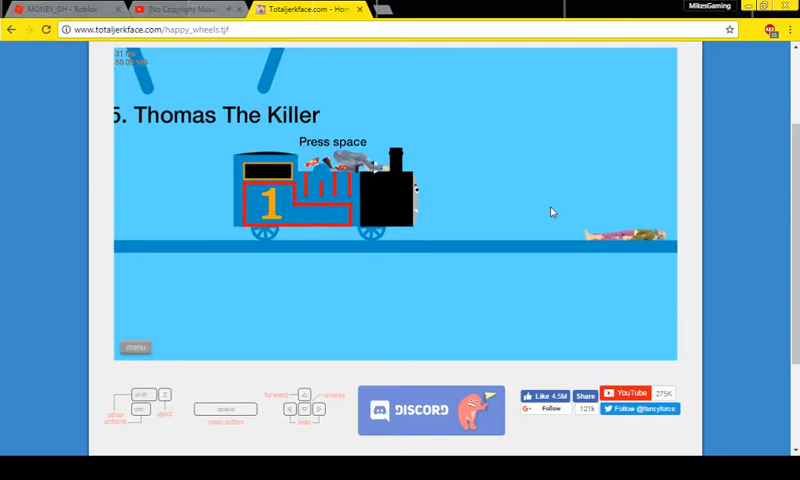 MikesGaming
MONEY_GH - Roblox
[No Copyright Music
Totaljerkface.com - Hom
www.totaljerkface.com/happy_wheels.tjf
31 fps
5. Thomas The Killer
Press space
1
menu
shift
Z
ctrl
eject
other
actions
space
main action
forward
reverse
lean
DISCORD
Like 4.5M
Share
YouTube
275K
G+ Follow
121k
Follow @fancyforce